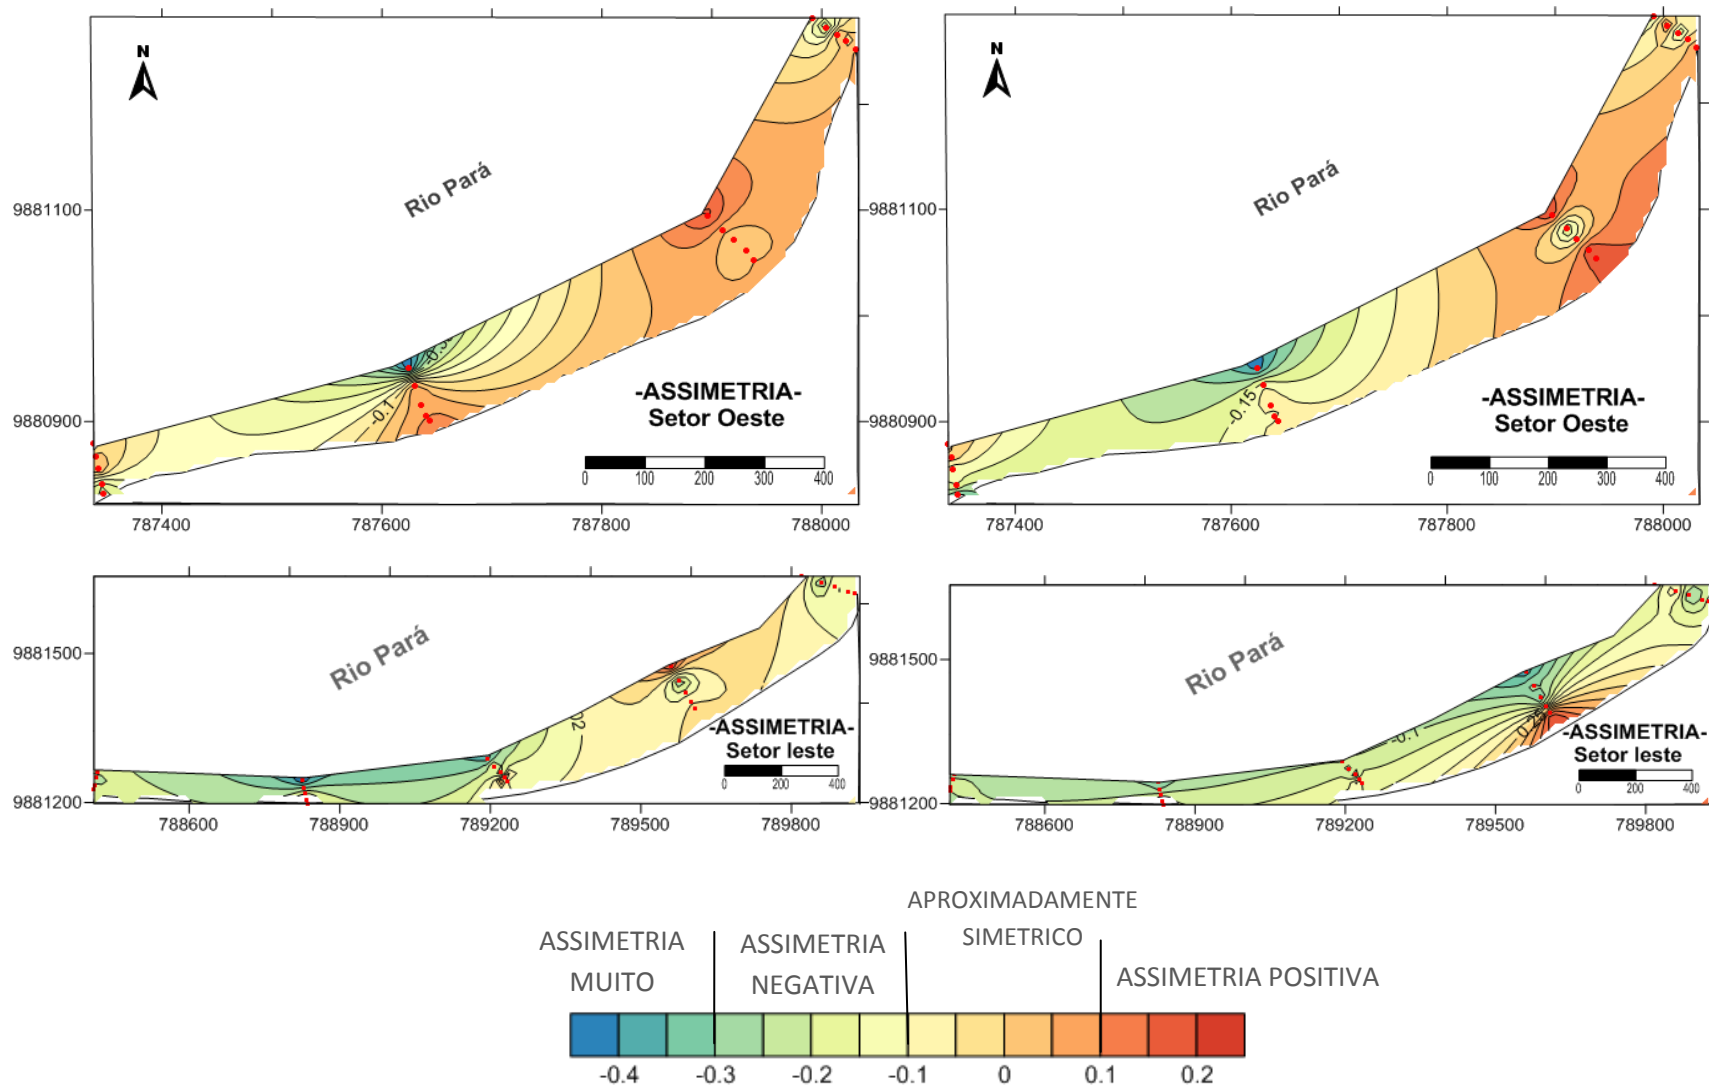 N
N
Rio Pará
Rio Pará
9881100
9881100
-ASSIMETRIA-
Setor Oeste
-ASSIMETRIA-
Setor Oeste
-0.1
-0.15
9880900
9880900
0 100 200 300 400
0 100 200 300 400
787400 787600 787800 788000
787400 787600 787800 788000
Rio Pará
Rio Pará
9881500
9881500
-ASSIMETRIA-
Setor leste
-ASSIMETRIA-
Setor leste
0.25
-0.1
0 200 400
0 200 400
9881200
9881200
788600 788900 789200 789500 789800
788600 788900 789200 789500 789800
ASSIMETRIA
MUITO
ASSIMETRIA
NEGATIVA
APROXIMADAMENTE
SIMETRICO
ASSIMETRIA POSITIVA
-0.4 -0.3 -0.2 -0.1 0 0.1 0.2